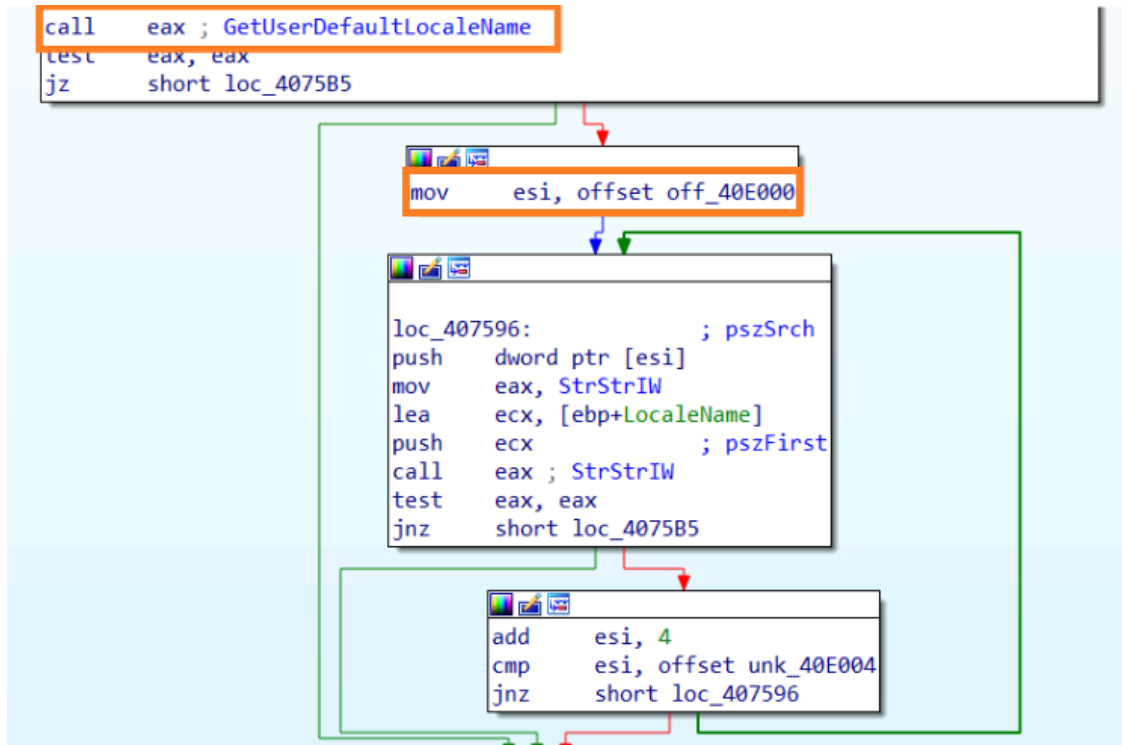 call eax ; GetUserDefaultLocaleName
test eax, eax
jz short loc_4075B5
mov esi, offset off_40E000
loc_407596: ; pszSrch
push dword ptr [esi]
mov eax, StrStrIW
lea ecx, [ebp+LocaleName]
push ecx ; pszFirst
call eax ; StrStrIW
test eax, eax
jnz short loc_4075B5
add esi, 4
cmp esi, offset unk_40E004
jnz short loc_407596